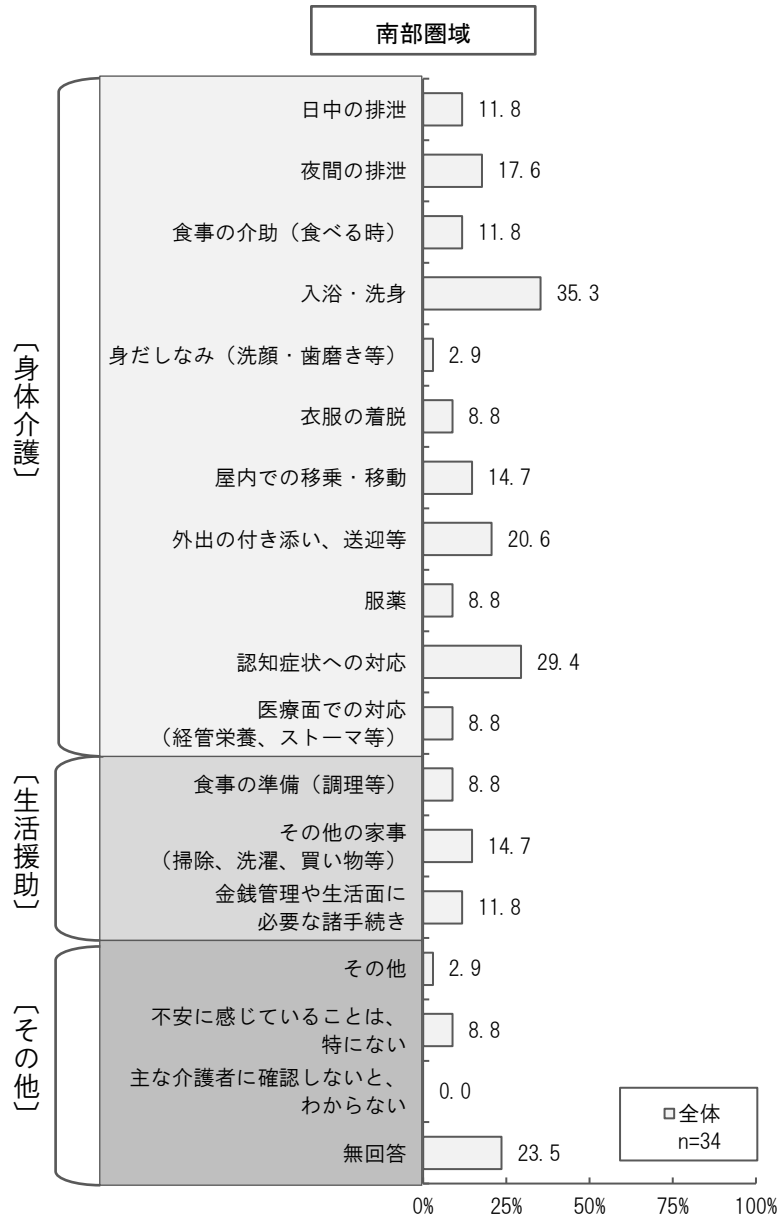 南部圏域
〔身体介護〕
日中の排泄 11.8
夜間の排泄 17.6
食事の介助（食べる時） 11.8
入浴・洗身 35.3
身だしなみ（洗顔・歯磨き等） 2.9
衣服の着脱 8.8
屋内での移乗・移動 14.7
外出の付き添い、送迎等 20.6
服薬 8.8
認知症状への対応 29.4
医療面での対応
（経管栄養、ストーマ等） 8.8
〔生活援助〕
食事の準備（調理等） 8.8
その他の家事
（掃除、洗濯、買い物等） 14.7
金銭管理や生活面に
必要な諸手続き 11.8
〔その他〕
その他 2.9
不安に感じていることは、
特にない 8.8
主な介護者に確認しないと、
わからない 0.0
無回答 23.5
全体
n=34
0% 25% 50% 75% 100%